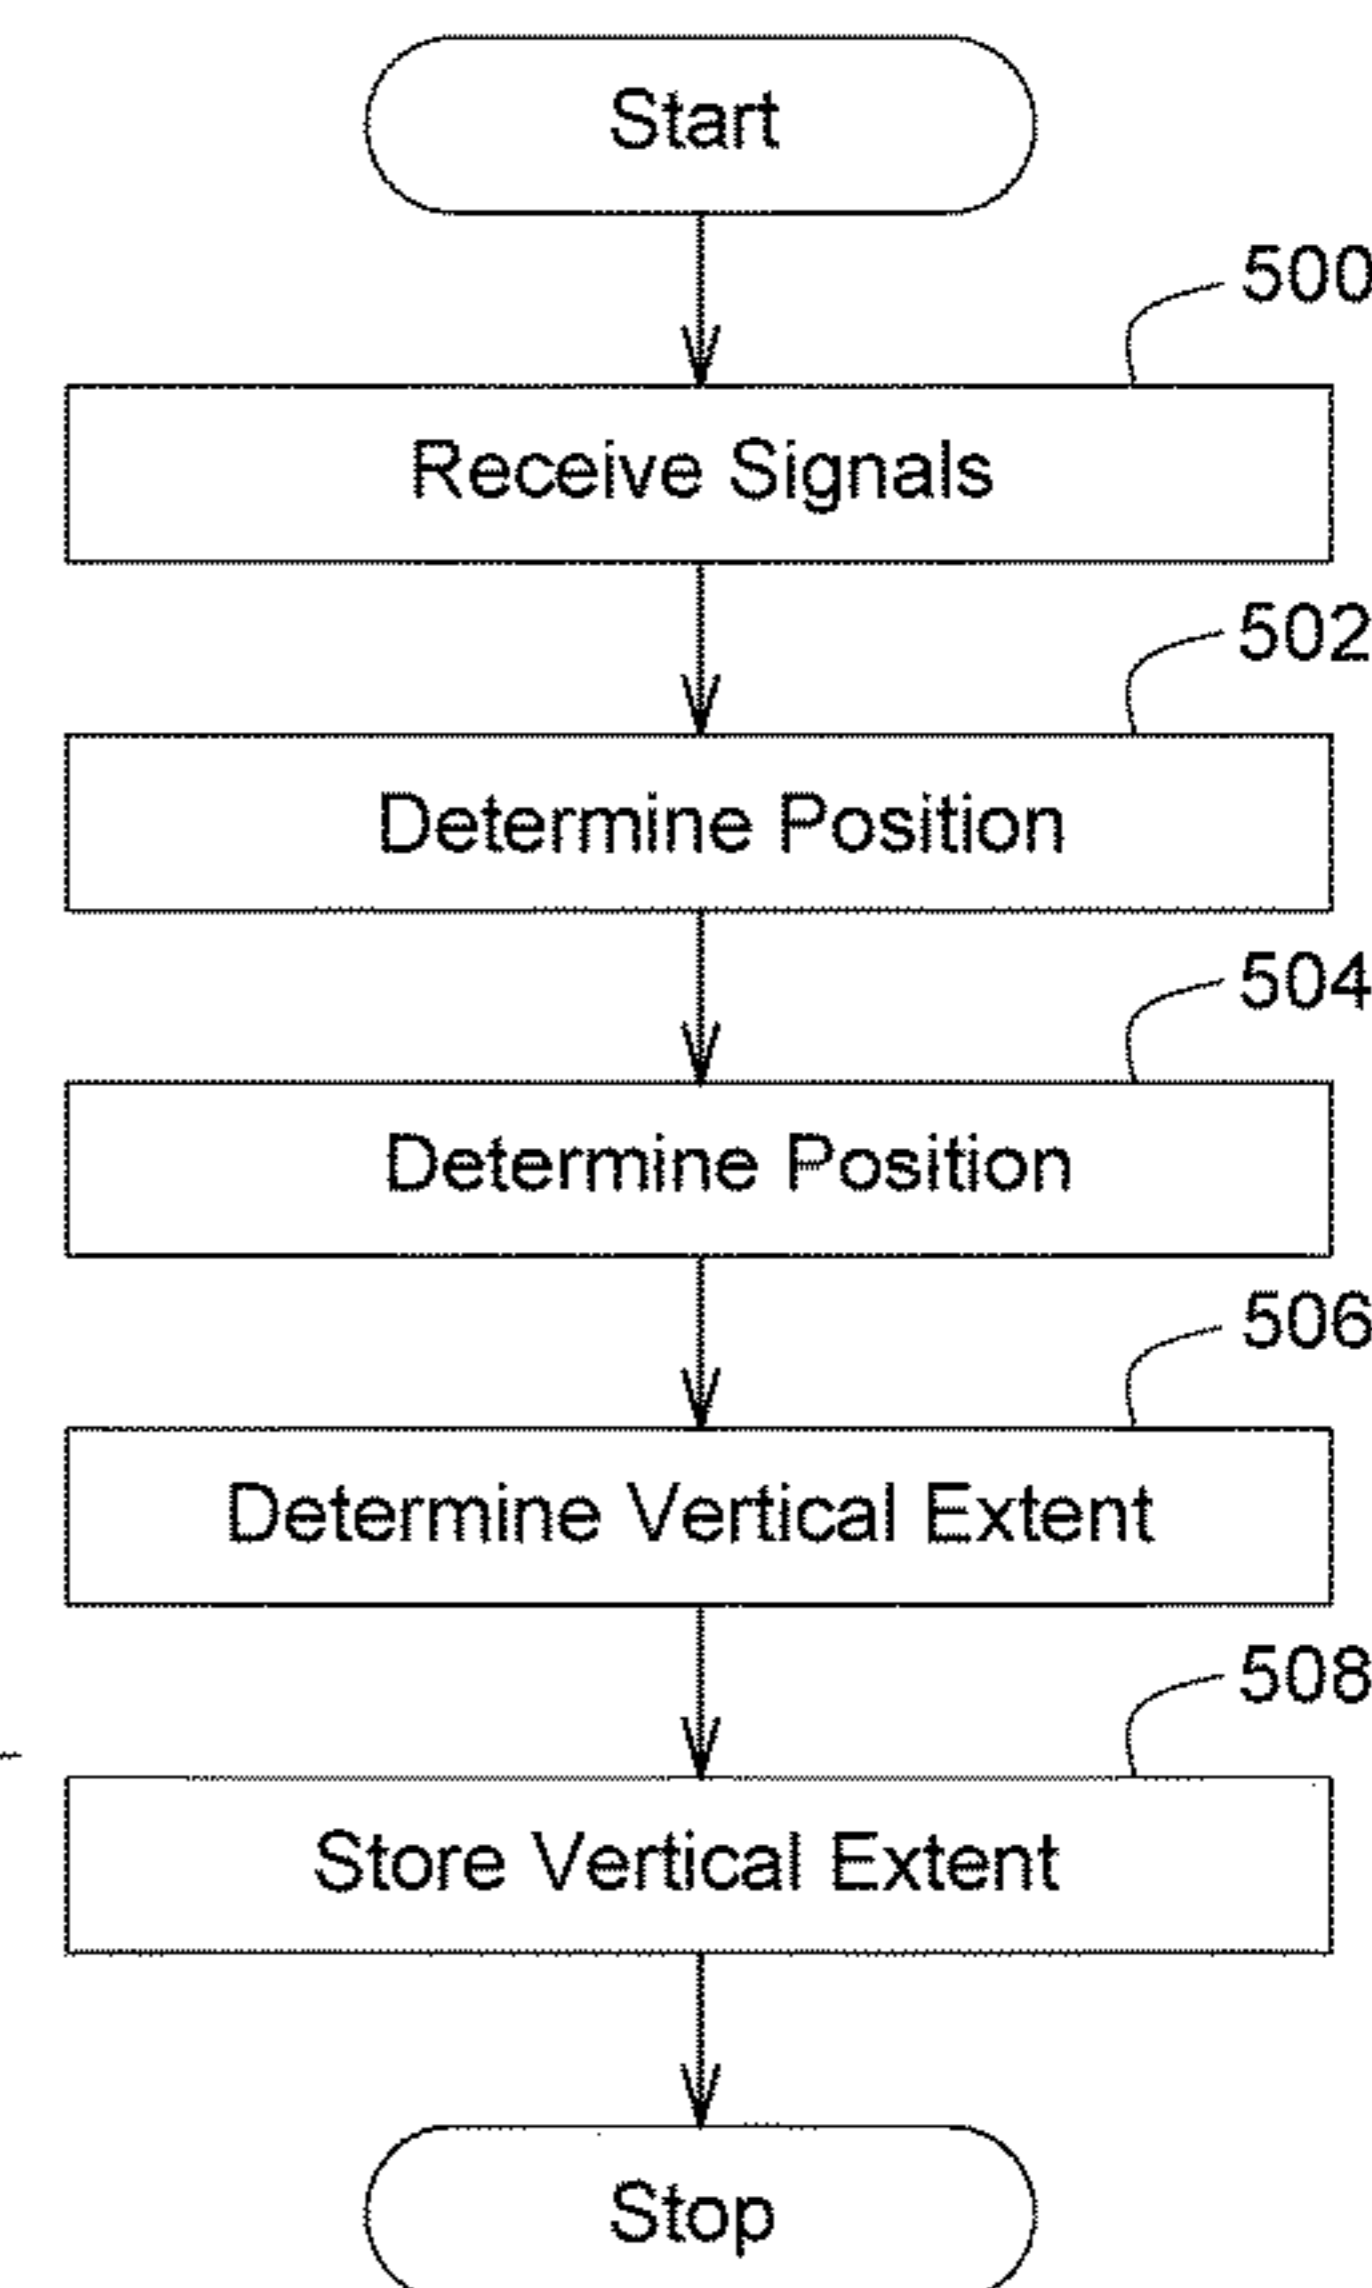 Start
500
Receive Signals
502
Determine Position
504
Determine Position
506
Determine Vertical Extent
508
Store Vertical Extent
Stop